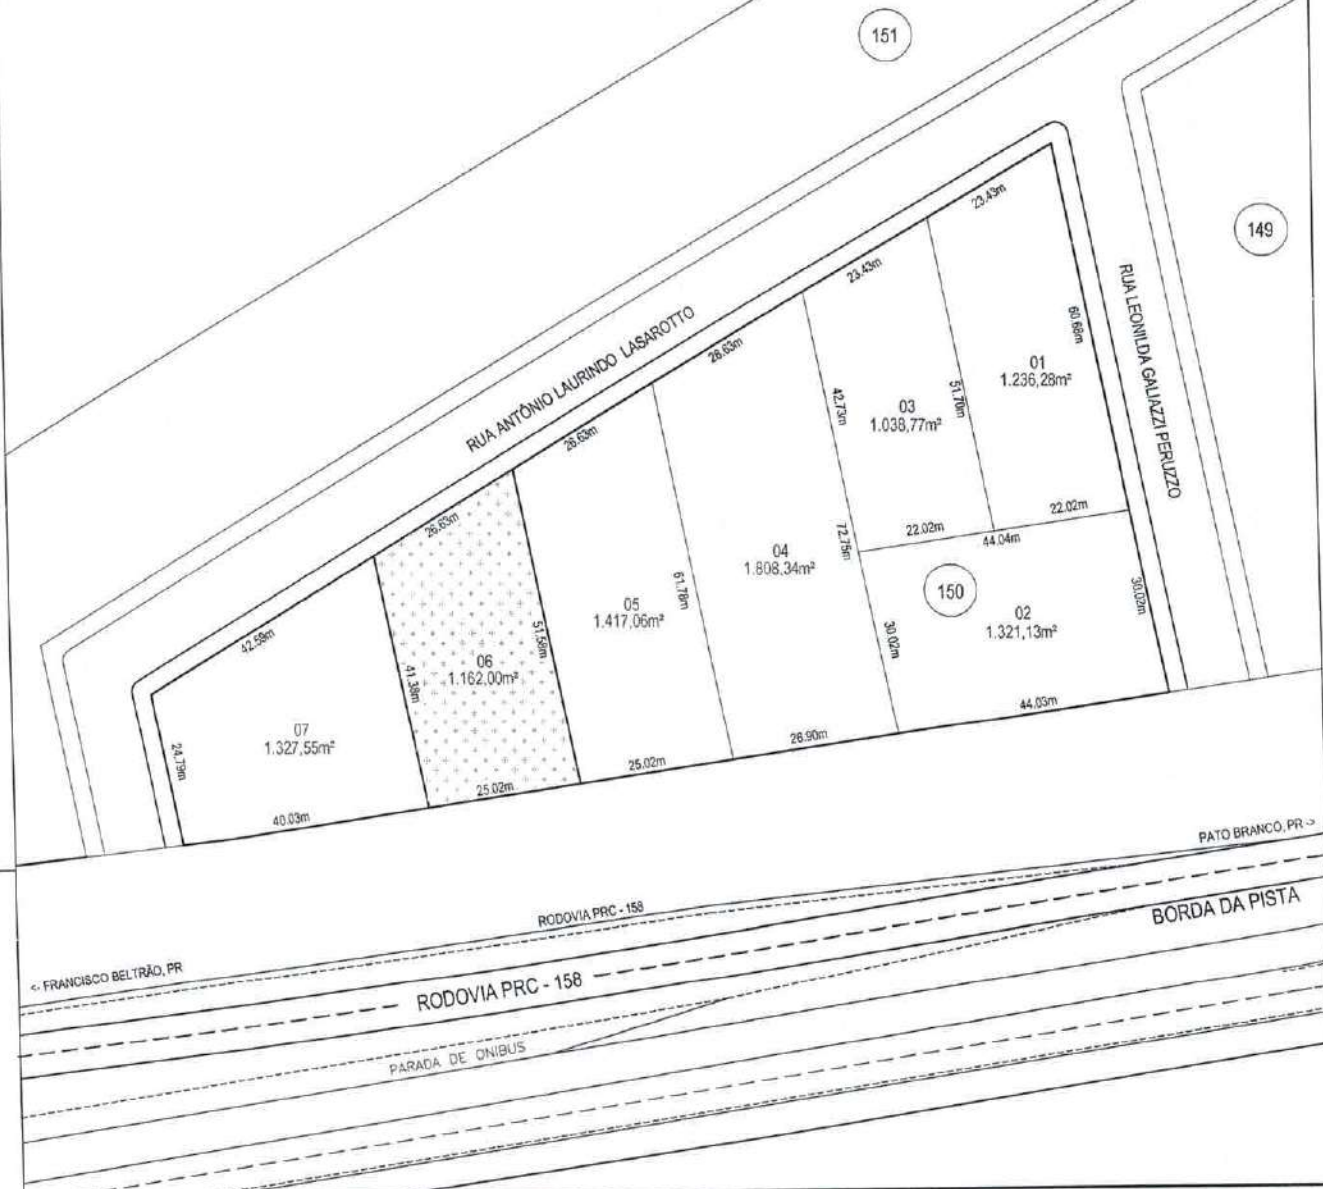 151
149
RUA ANTÔNIO LAURINDO LASAROTTO
RUA LEONILDA GALIAZZI PERUZZO
23.43m
23.43m
28.63m
26.63m
26.63m
42.59m
60.68m
01
1.236,28m²
51.70m
03
1.038,77m²
42.73m
22.02m
22.02m
44.04m
72.75m
04
1.808,34m²
150
02
1.321,13m²
30.02m
30.02m
61.78m
05
1.417,06m²
51.58m
06
1.162,00m²
41.38m
07
1.327,55m²
24.79m
44.03m
26.90m
25.02m
25.02m
40.03m
PATO BRANCO, PR ->
RODOVIA PRC - 158
BORDA DA PISTA
<- FRANCISCO BELTRÃO, PR
RODOVIA PRC - 158
PARADA DE ONIBUS